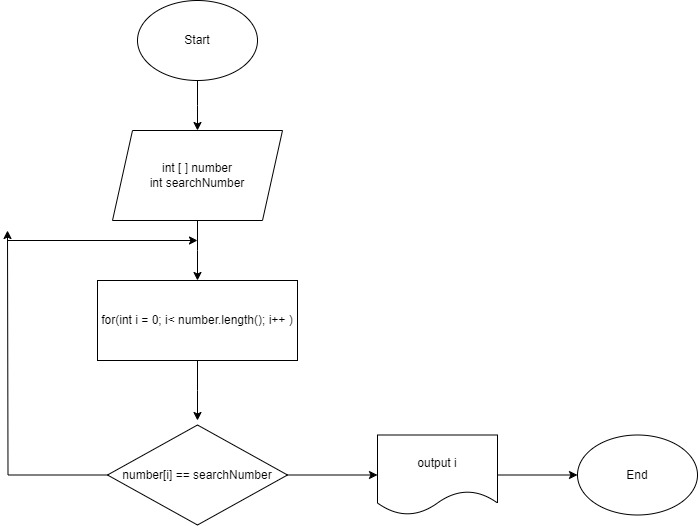 Start
int [ ] number
int searchNumber
for(int i = 0; i< number.length(); i++ )
number[i] == searchNumber
output i
End